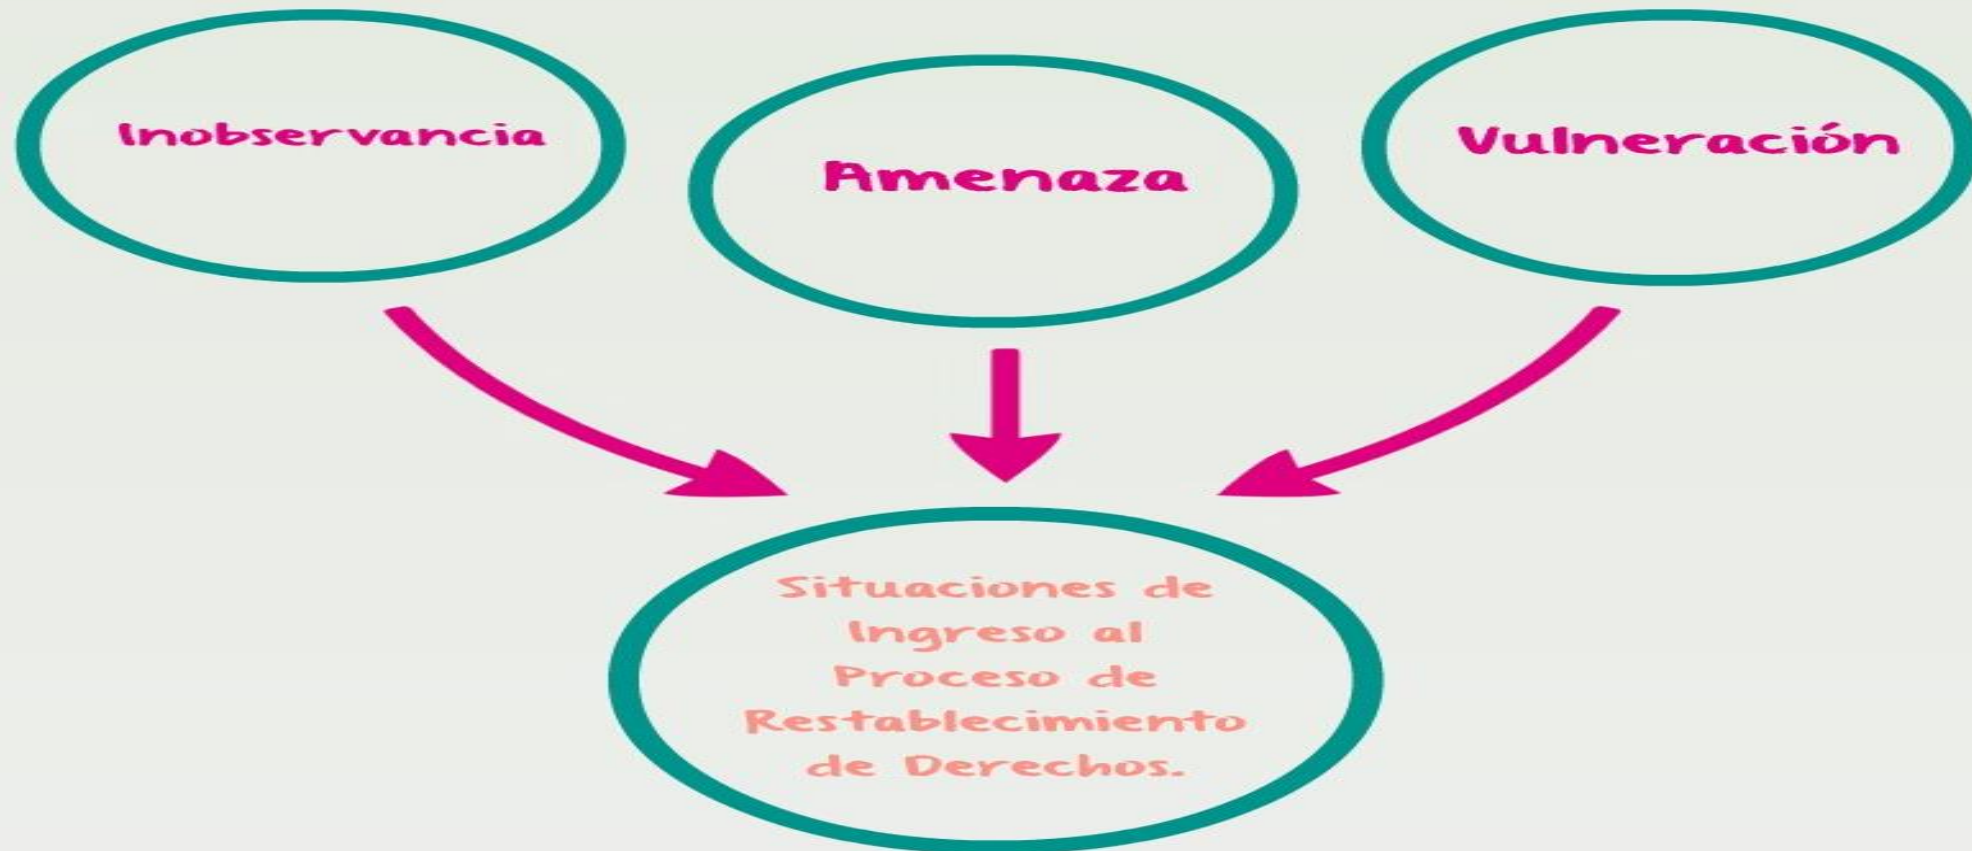 Inobservancia
Amenaza
Vulneración
Situaciones de
Ingreso al
Proceso de
Restablecimiento
de Derechos.